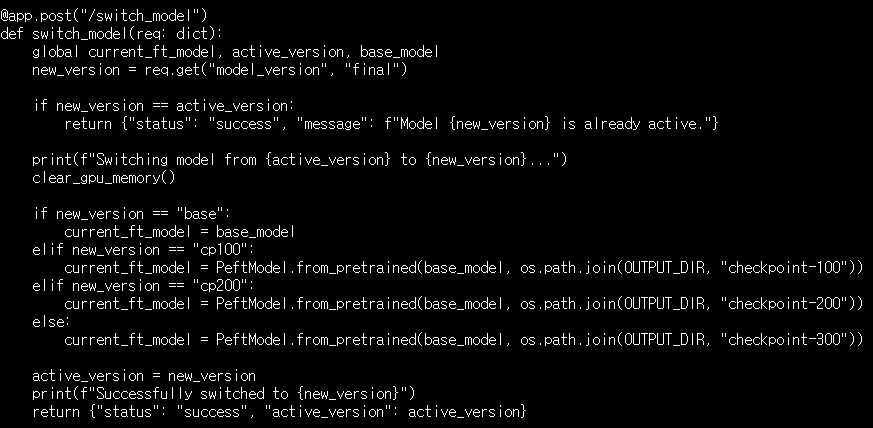 @app.post("/switch_model")
def switch_model(req: dict):
    global current_ft_model, active_version, base_model
    new_version = req.get("model_version", "final")

    if new_version == active_version:
        return {"status": "success", "message": f"Model {new_version} is already active."}

    print(f"Switching model from {active_version} to {new_version}...")
    clear_gpu_memory()

    if new_version == "base":
        current_ft_model = base_model
    elif new_version == "cp100":
        current_ft_model = PeftModel.from_pretrained(base_model, os.path.join(OUTPUT_DIR, "checkpoint-100"))
    elif new_version == "cp200":
        current_ft_model = PeftModel.from_pretrained(base_model, os.path.join(OUTPUT_DIR, "checkpoint-200"))
    else:
        current_ft_model = PeftModel.from_pretrained(base_model, os.path.join(OUTPUT_DIR, "checkpoint-300"))

    active_version = new_version
    print(f"Successfully switched to {new_version}")
    return {"status": "success", "active_version": active_version}